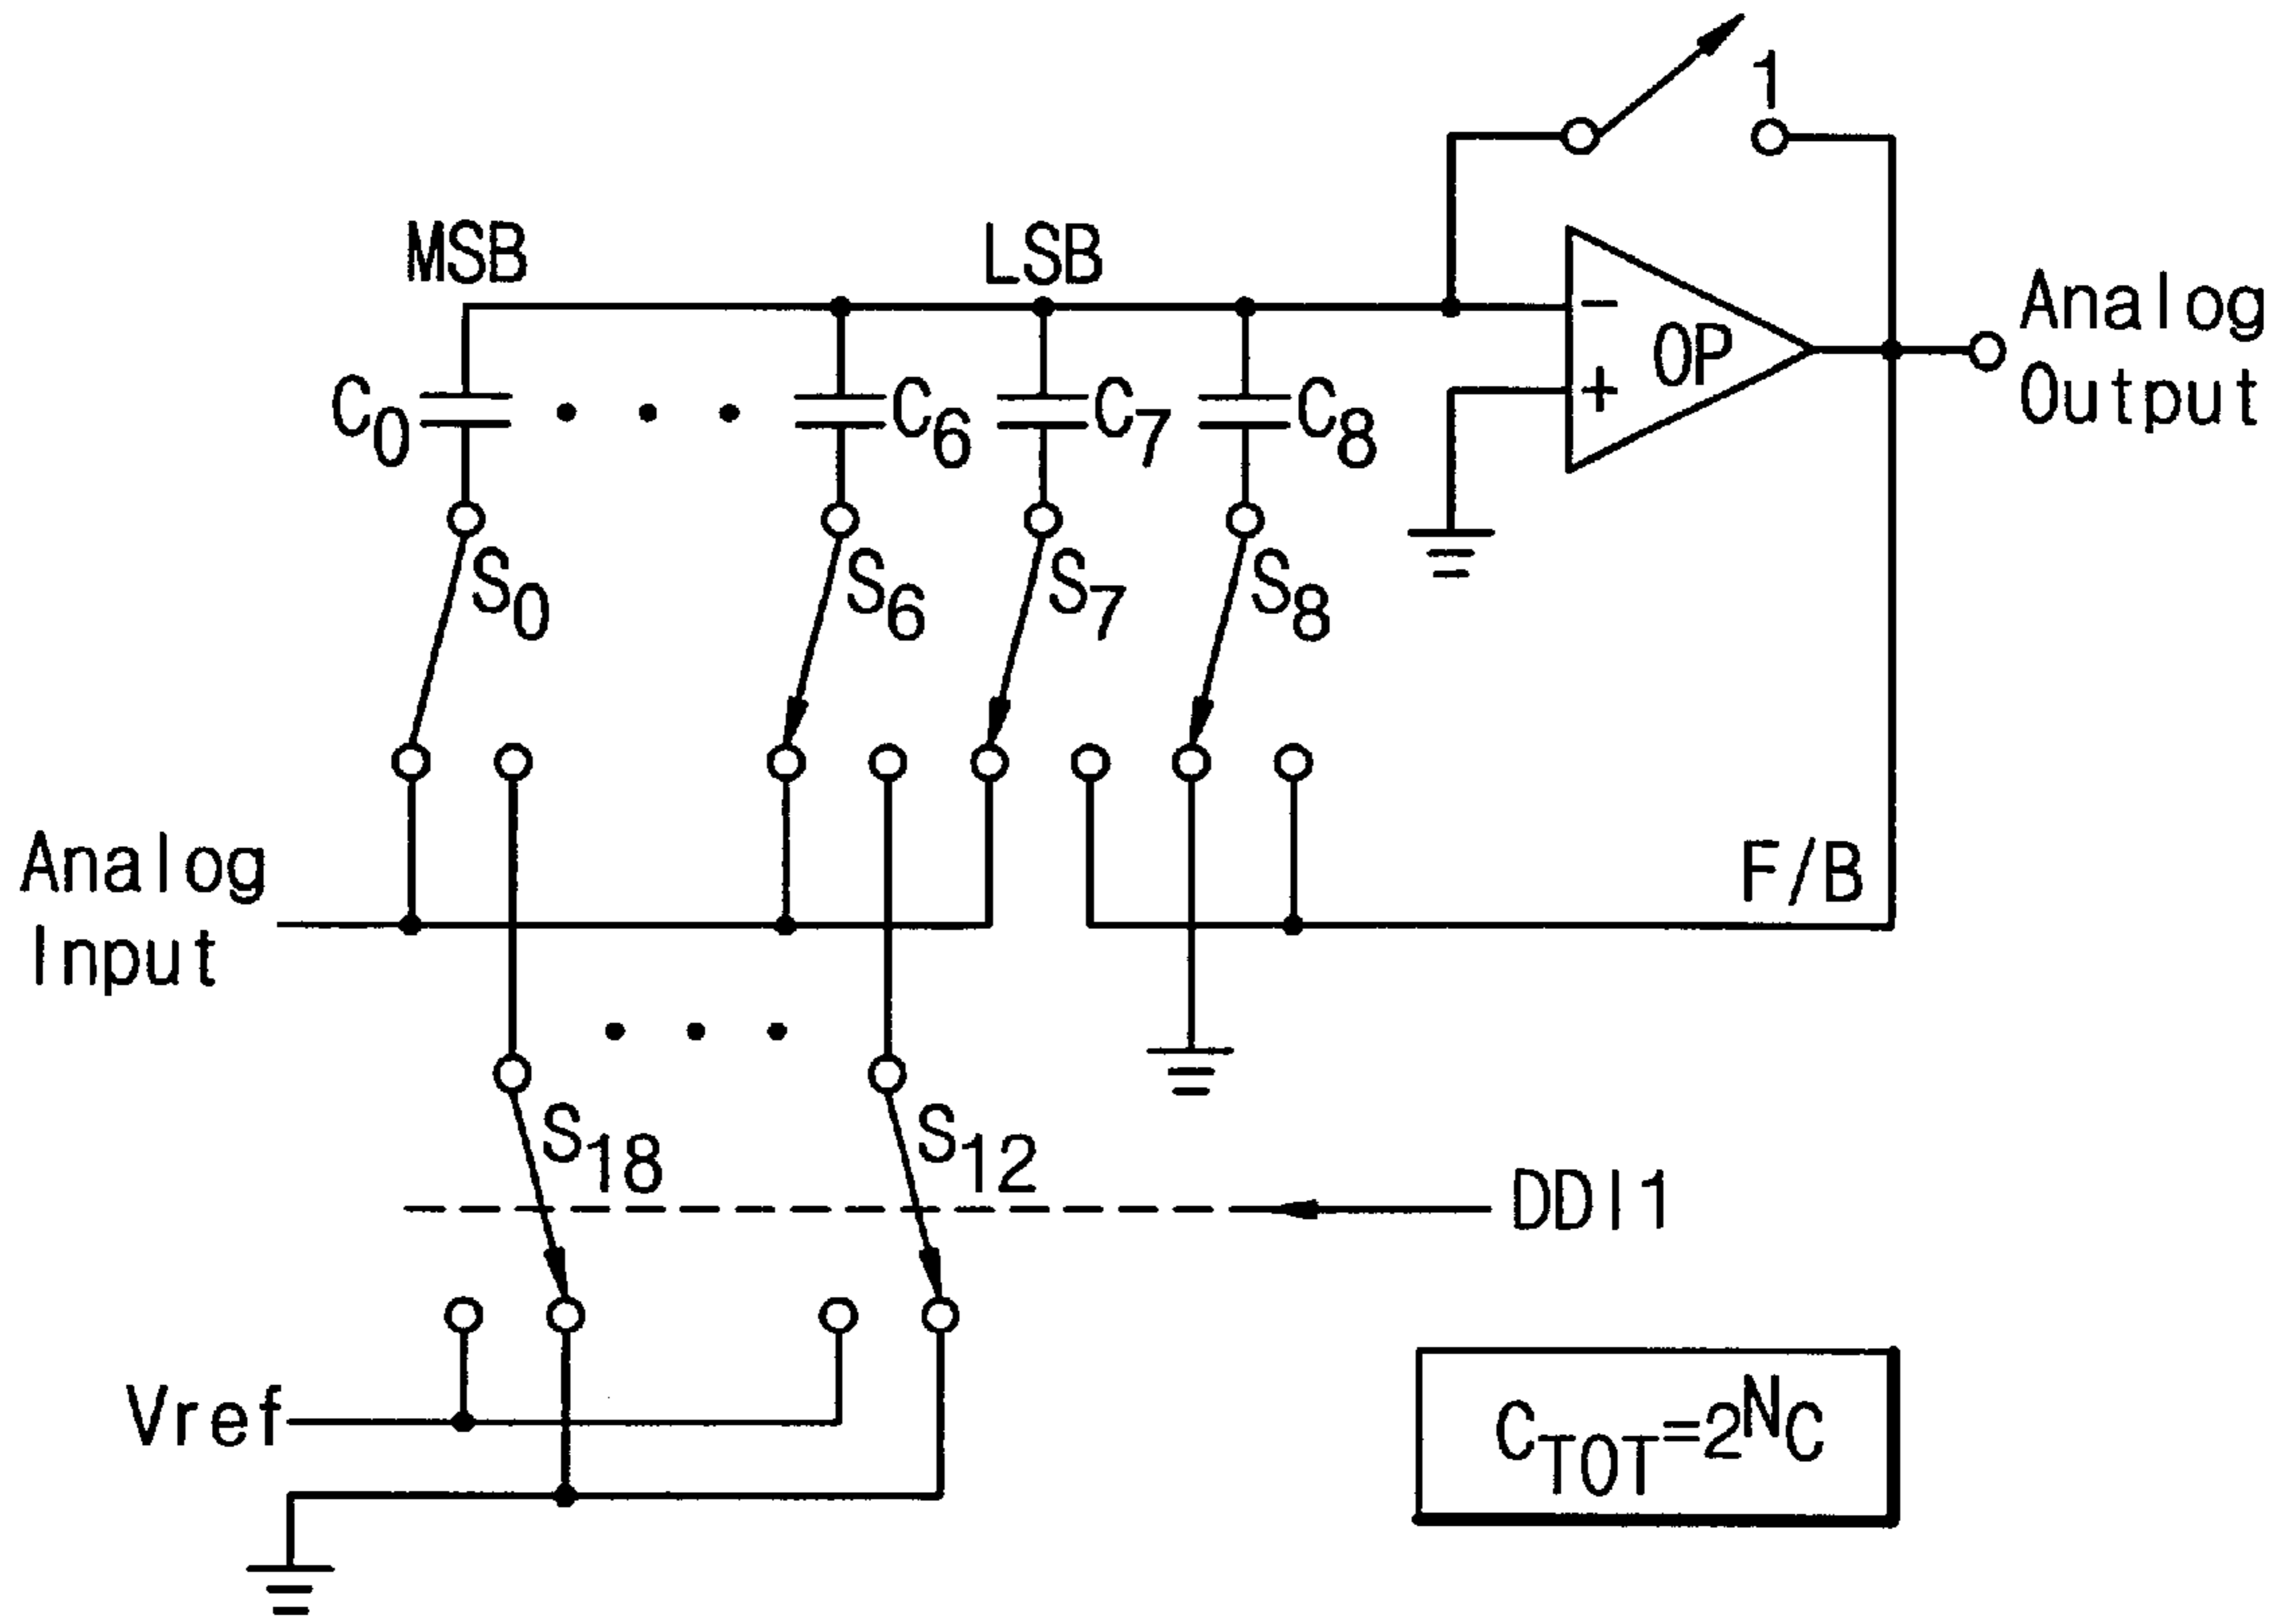 1
MSB
LSB
Analog
Output
OP
−
+
C0
C6
C7
C8
S0
S6
S7
S8
Analog
Input
F/B
S18
S12
DDI1
Vref
CTOT=2NC